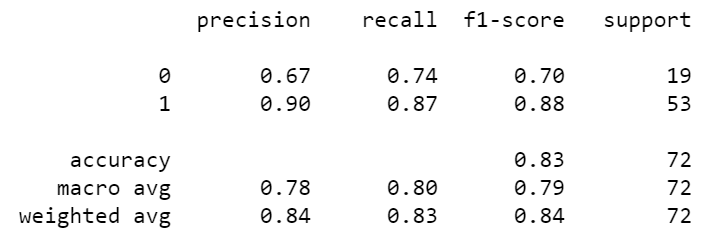 precision recall f1-score support
0 0.67 0.74 0.70 19
1 0.90 0.87 0.88 53
accuracy 0.83 72
macro avg 0.78 0.80 0.79 72
weighted avg 0.84 0.83 0.84 72